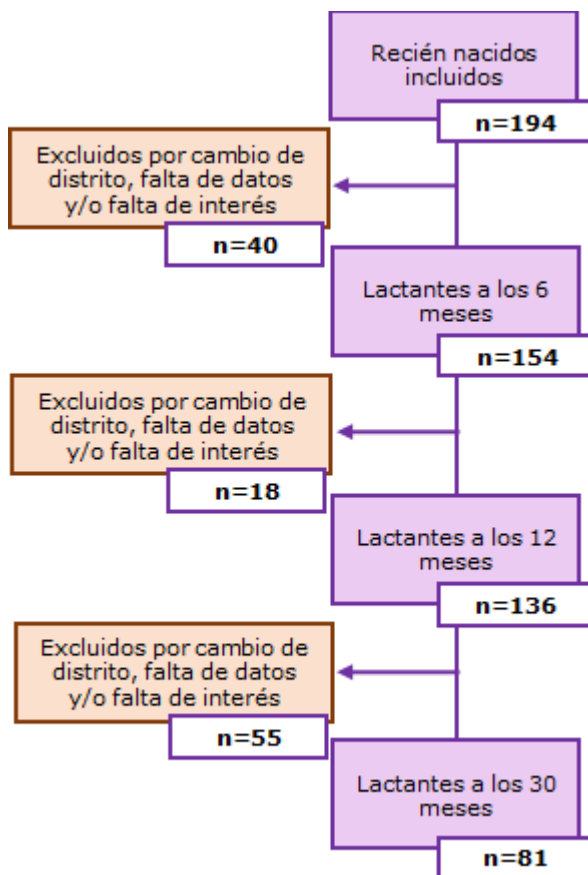 Recién nacidos
incluidos
n=194
Excluidos por cambio de
distrito, falta de datos
y/o falta de interés
n=40
Lactantes a los 6
meses
n=154
Excluidos por cambio de
distrito, falta de datos
y/o falta de interés
n=18
Lactantes a los 12
meses
n=136
Excluidos por cambio de
distrito, falta de datos
y/o falta de interés
n=55
Lactantes a los 30
meses
n=81